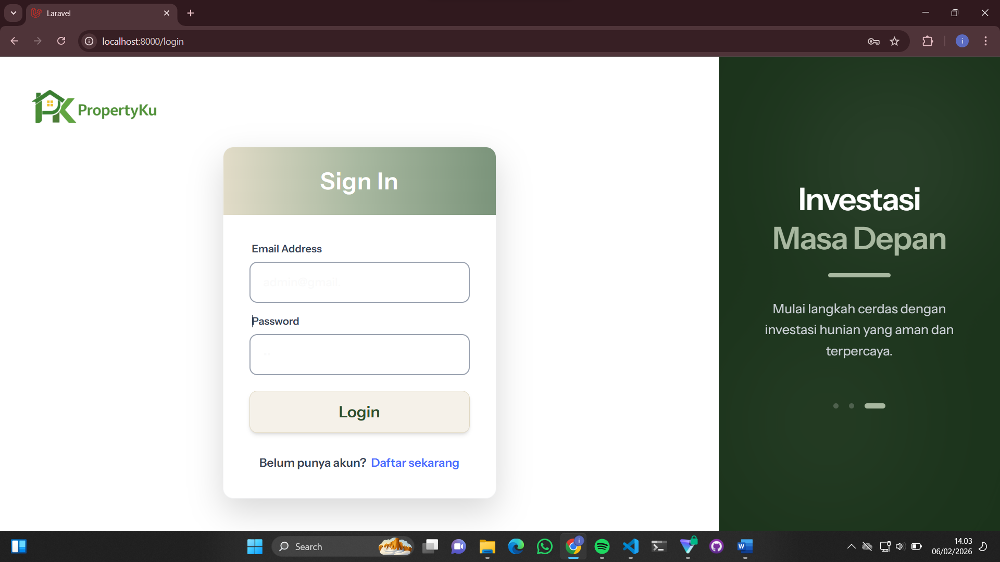 Laravel
localhost:8000/login
i
PropertyKu
Sign In
Email Address
admin@gmail.
Password
Login
Belum punya akun? Daftar sekarang
Investasi
Masa Depan
Mulai langkah cerdas dengan
investasi hunian yang aman dan
terpercaya.
Search
14.03
06/02/2026